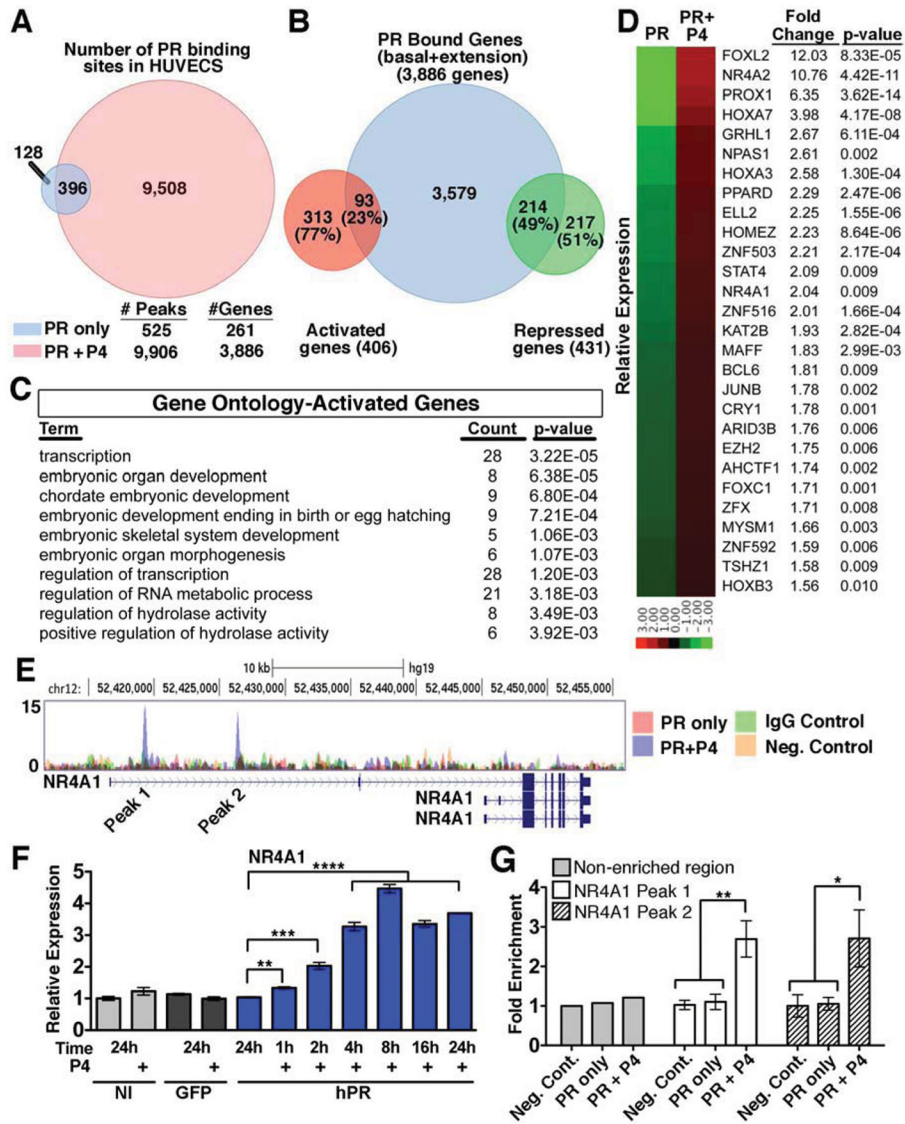 A
Number of PR binding
sites in HUVECS
128
396
9,508
# Peaks #Genes
PR only 525 261
PR +P4 9,906 3,886
B
PR Bound Genes
(basal+extension)
(3,886 genes)
3,579
313
(77%)
93
(23%)
214
(49%)
217
(51%)
Activated
genes (406)
Repressed
genes (431)
C
Gene Ontology-Activated Genes
Term Count p-value
transcription 28 3.22E-05
embryonic organ development 8 6.38E-05
chordate embryonic development 9 6.80E-04
embryonic development ending in birth or egg hatching 9 7.21E-04
embryonic skeletal system development 5 1.06E-03
embryonic organ morphogenesis 6 1.07E-03
regulation of transcription 28 1.20E-03
regulation of RNA metabolic process 21 3.18E-03
regulation of hydrolase activity 8 3.49E-03
positive regulation of hydrolase activity 6 3.92E-03
D
PR
PR+
P4
Fold
Change p-value
Relative Expression
FOXL2 12.03 8.33E-05
NR4A2 10.76 4.42E-11
PROX1 6.35 3.62E-14
HOXA7 3.98 4.17E-08
GRHL1 2.67 6.11E-04
NPAS1 2.61 0.002
HOXA3 2.58 1.30E-04
PPARD 2.29 2.47E-06
ELL2 2.25 1.55E-06
HOMEZ 2.23 8.64E-06
ZNF503 2.21 2.17E-04
STAT4 2.09 0.009
NR4A1 2.04 0.009
ZNF516 2.01 1.66E-04
KAT2B 1.93 2.82E-04
MAFF 1.83 2.99E-03
BCL6 1.81 0.009
JUNB 1.78 0.002
CRY1 1.78 0.001
ARID3B 1.76 0.006
EZH2 1.75 0.006
AHCTF1 1.74 0.002
FOXC1 1.71 0.001
ZFX 1.71 0.008
MYSM1 1.66 0.003
ZNF592 1.59 0.006
TSHZ1 1.58 0.009
HOXB3 1.56 0.010
3.00
2.00
1.00
0.00
-1.00
-2.00
-3.00
E
10 kb hg19
chr12: 52,420,000 52,425,000 52,430,000 52,435,000 52,440,000 52,445,000 52,450,000 52,455,000
15
0
NR4A1
NR4A1
NR4A1
Peak 1
Peak 2
PR only
PR+P4
IgG Control
Neg. Control
F
NR4A1
Relative Expression
5
4
3
2
1
0
**
***
****
Time 24h 24h 24h 1h 2h 4h 8h 16h 24h
P4 + + + + + + + +
NI GFP hPR
G
Non-enriched region
NR4A1 Peak 1
NR4A1 Peak 2
Fold Enrichment
4
3
2
1
0
**
*
Neg. Cont.
PR only
PR + P4
Neg. Cont.
PR only
PR + P4
Neg. Cont.
PR only
PR + P4